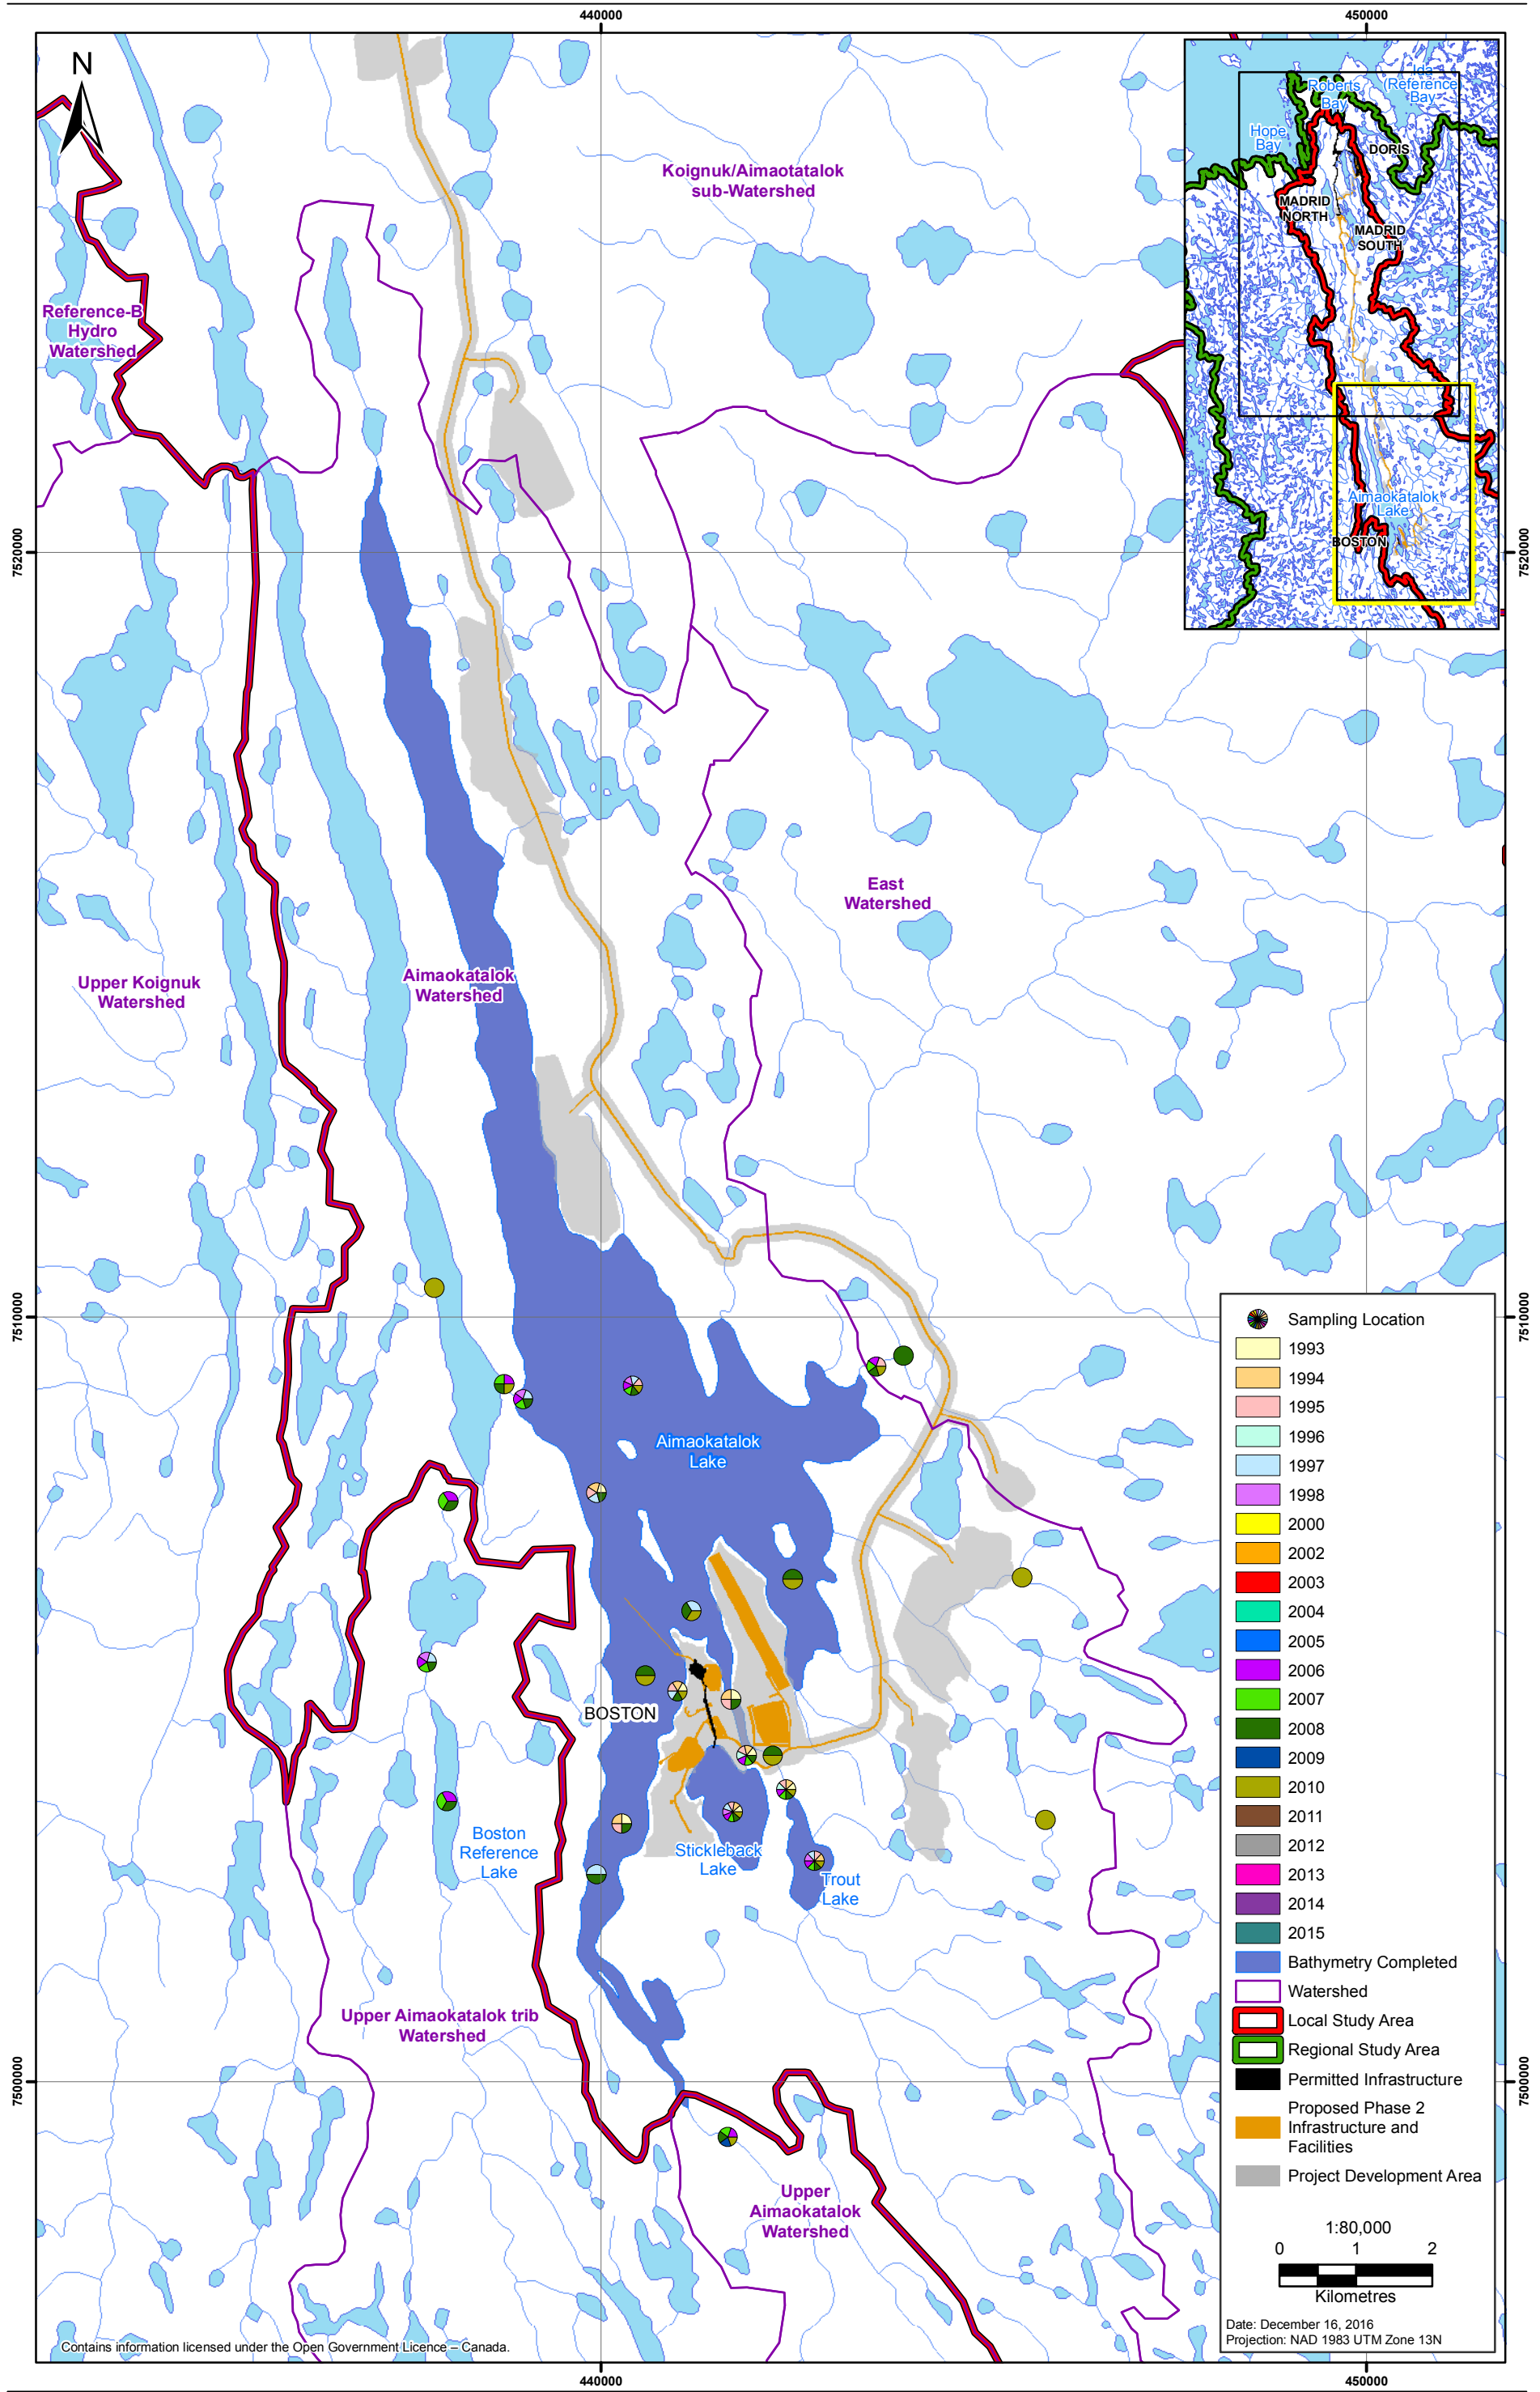 440000
450000
N
Koignuk/Aimaotatalok
sub-Watershed
Reference-B
Hydro
Watershed
Roberts
Bay
Ida
(Reference
Bay)
Hope
Bay
DORIS
MADRID
NORTH
MADRID
SOUTH
Aimaokatalok
Lake
BOSTON
7520000
7520000
East
Watershed
Upper Koignuk
Watershed
Aimaokatalok
Watershed
7510000
7510000
Aimaokatalok
Lake
BOSTON
Boston
Reference
Lake
Stickleback
Lake
Trout
Lake
Upper Aimaokatalok trib
Watershed
7500000
7500000
Upper
Aimaokatalok
Watershed
Sampling Location
1993
1994
1995
1996
1997
1998
2000
2002
2003
2004
2005
2006
2007
2008
2009
2010
2011
2012
2013
2014
2015
Bathymetry Completed
Watershed
Local Study Area
Regional Study Area
Permitted Infrastructure
Proposed Phase 2
Infrastructure and
Facilities
Project Development Area
1:80,000
0 1 2
Kilometres
Date: December 16, 2016
Projection: NAD 1983 UTM Zone 13N
Contains information licensed under the Open Government Licence – Canada.
440000
450000